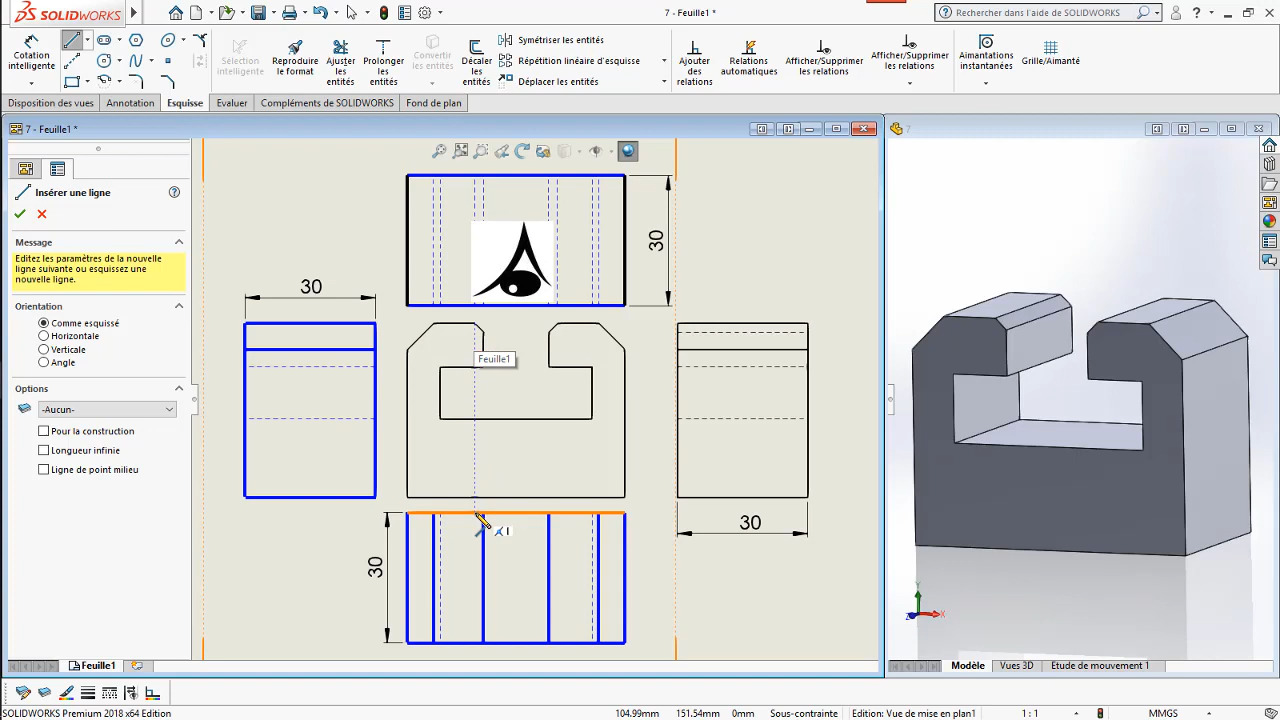 SOLIDWORKS
7 - Feuille1 *
Rechercher dans l'aide de SOLIDWORKS
Cotation
intelligente
Sélection
intelligente
Reproduire
le format
Ajuster
les
entités
Prolonger
les
entités
Convertir
les
entités
Décaler
les
entités
Symétriser les entités
Répétition linéaire d'esquisse
Déplacer les entités
Ajouter
des
relations
Relations
automatiques
Afficher/Supprimer
les relations
Afficher/Supprimer
les relations
Aimantations
instantanées
Grille/Aimanté
Disposition des vues
Annotation
Esquisse
Evaluer
Compléments de SOLIDWORKS
Fond de plan
7 - Feuille1 *
7
Insérer une ligne
Message
Editez les paramètres de la nouvelle
ligne suivante ou esquissez une
nouvelle ligne.
Orientation
Comme esquissé
Horizontale
Verticale
Angle
Options
-Aucun-
Pour la construction
Longueur infinie
Ligne de point milieu
30
30
Feuille1
30
30
Y
X
Z
Feuille1
Modèle
Vues 3D
Etude de mouvement 1
SOLIDWORKS Premium 2018 x64 Edition
104.99mm
151.54mm
0mm
Sous-contrainte
Edition: Vue de mise en plan1
1 : 1
MMGS